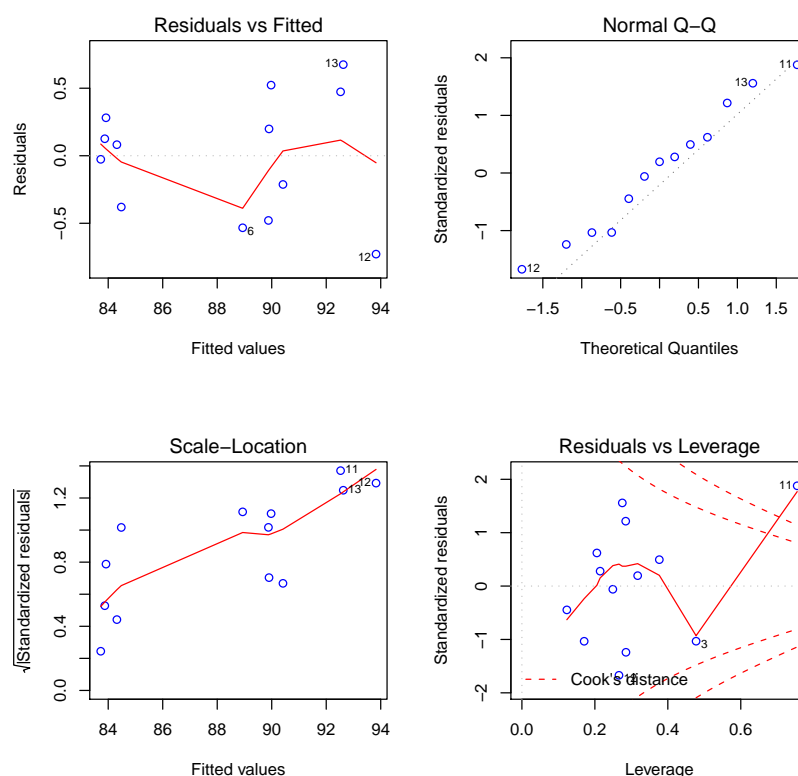 Residuals vs Fitted
Residuals
0.5
0.0
−0.5
13
6
12
84 86 88 90 92 94
Fitted values
Normal Q−Q
Standardized residuals
2
1
0
−1
11
13
12
−1.5 −0.5 0.5 1.0 1.5
Theoretical Quantiles
Scale−Location
√|Standardized residuals|
1.2
0.8
0.4
0.0
11
12
13
84 86 88 90 92 94
Fitted values
Residuals vs Leverage
Standardized residuals
2
1
0
−1
−2
11
3
12
Cook's distance
0.0 0.2 0.4 0.6
Leverage